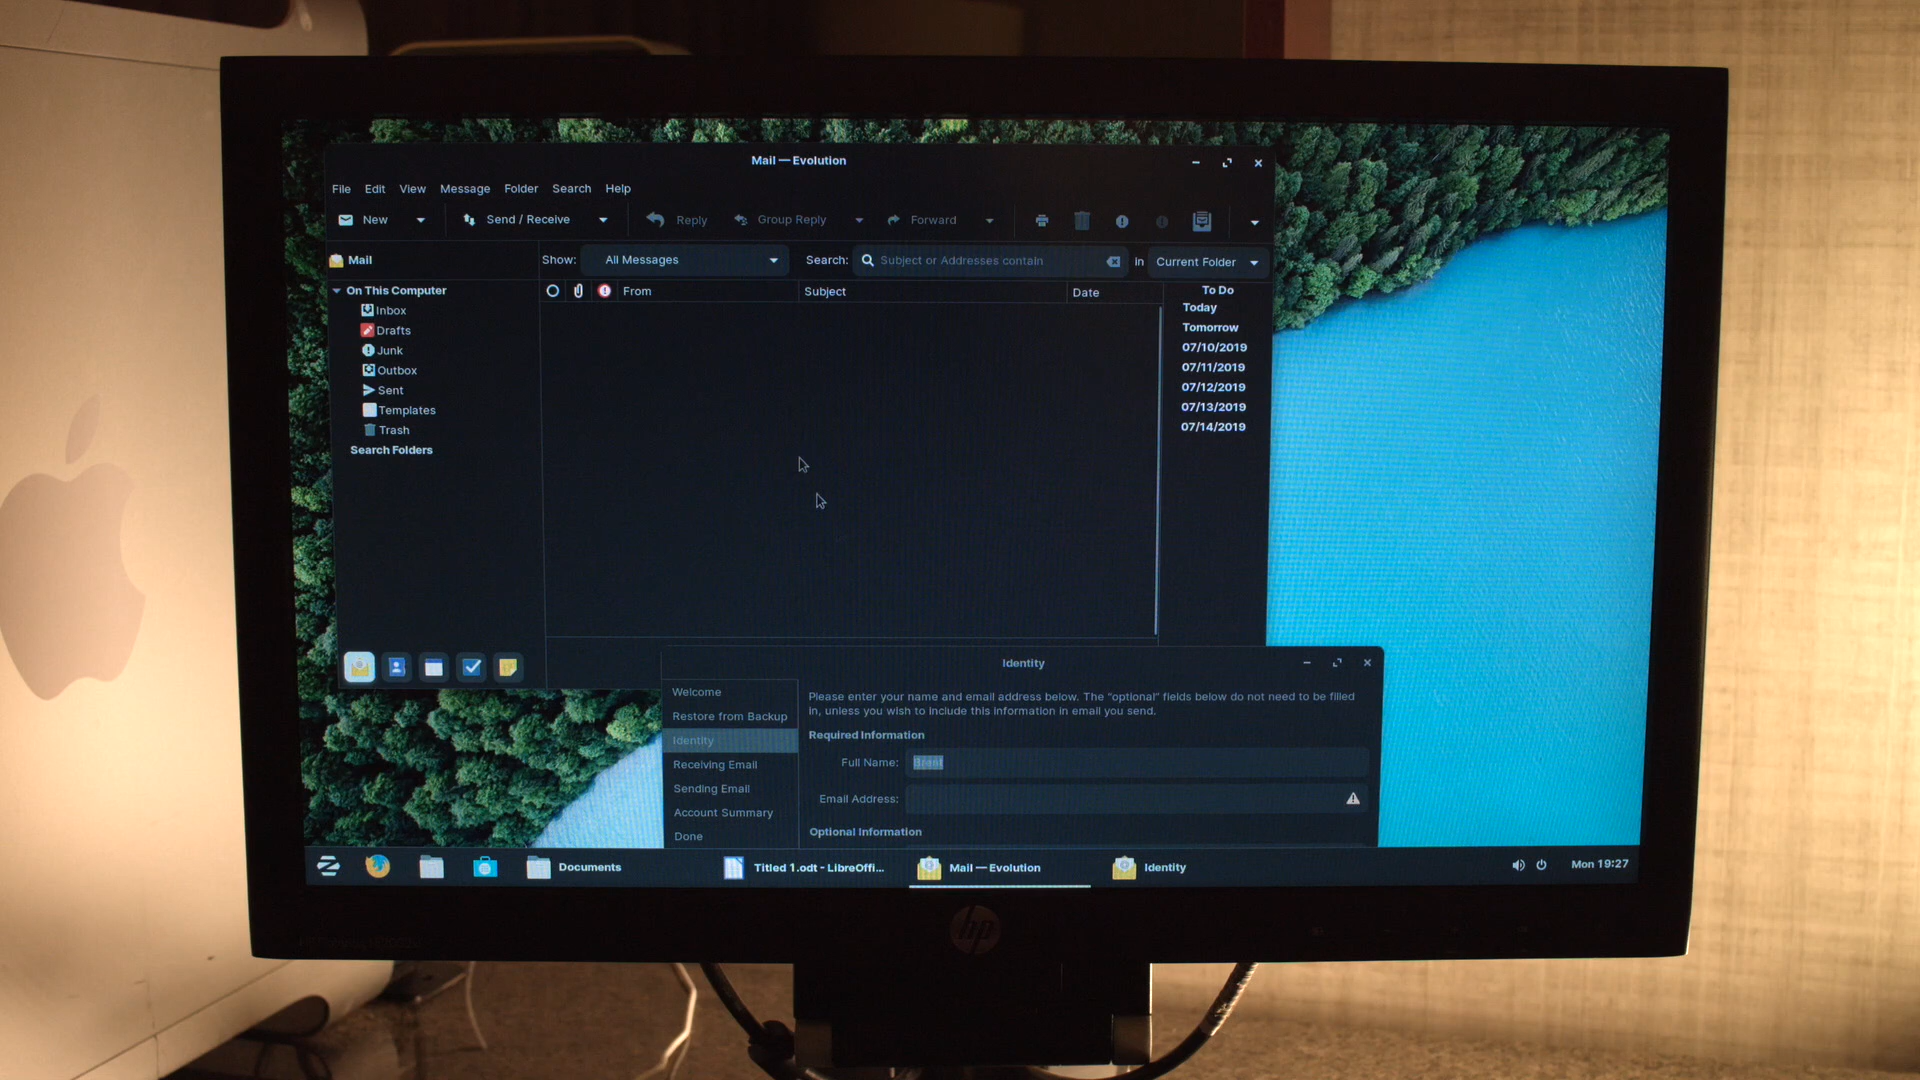 Mail — Evolution
File Edit View Message Folder Search Help
New Send / Receive Reply Group Reply Forward
Mail Show: All Messages Search: Subject or Addresses contain in Current Folder
On This Computer From Subject Date To Do
Today
Inbox
Tomorrow
Drafts
07/10/2019
Junk
07/11/2019
Outbox
07/12/2019
Sent
07/13/2019
Templates
07/14/2019
Trash
Search Folders
Identity
Welcome
Restore from Backup
Identity
Receiving Email
Sending Email
Account Summary
Done
Please enter your name and email address below. The "optional" fields below do not need to be filled
in, unless you wish to include this information in email you send.
Required Information
Full Name: Brent
Email Address:
Optional Information
Documents Titled 1.odt - LibreOffi... Mail — Evolution Identity Mon 19:27
hp